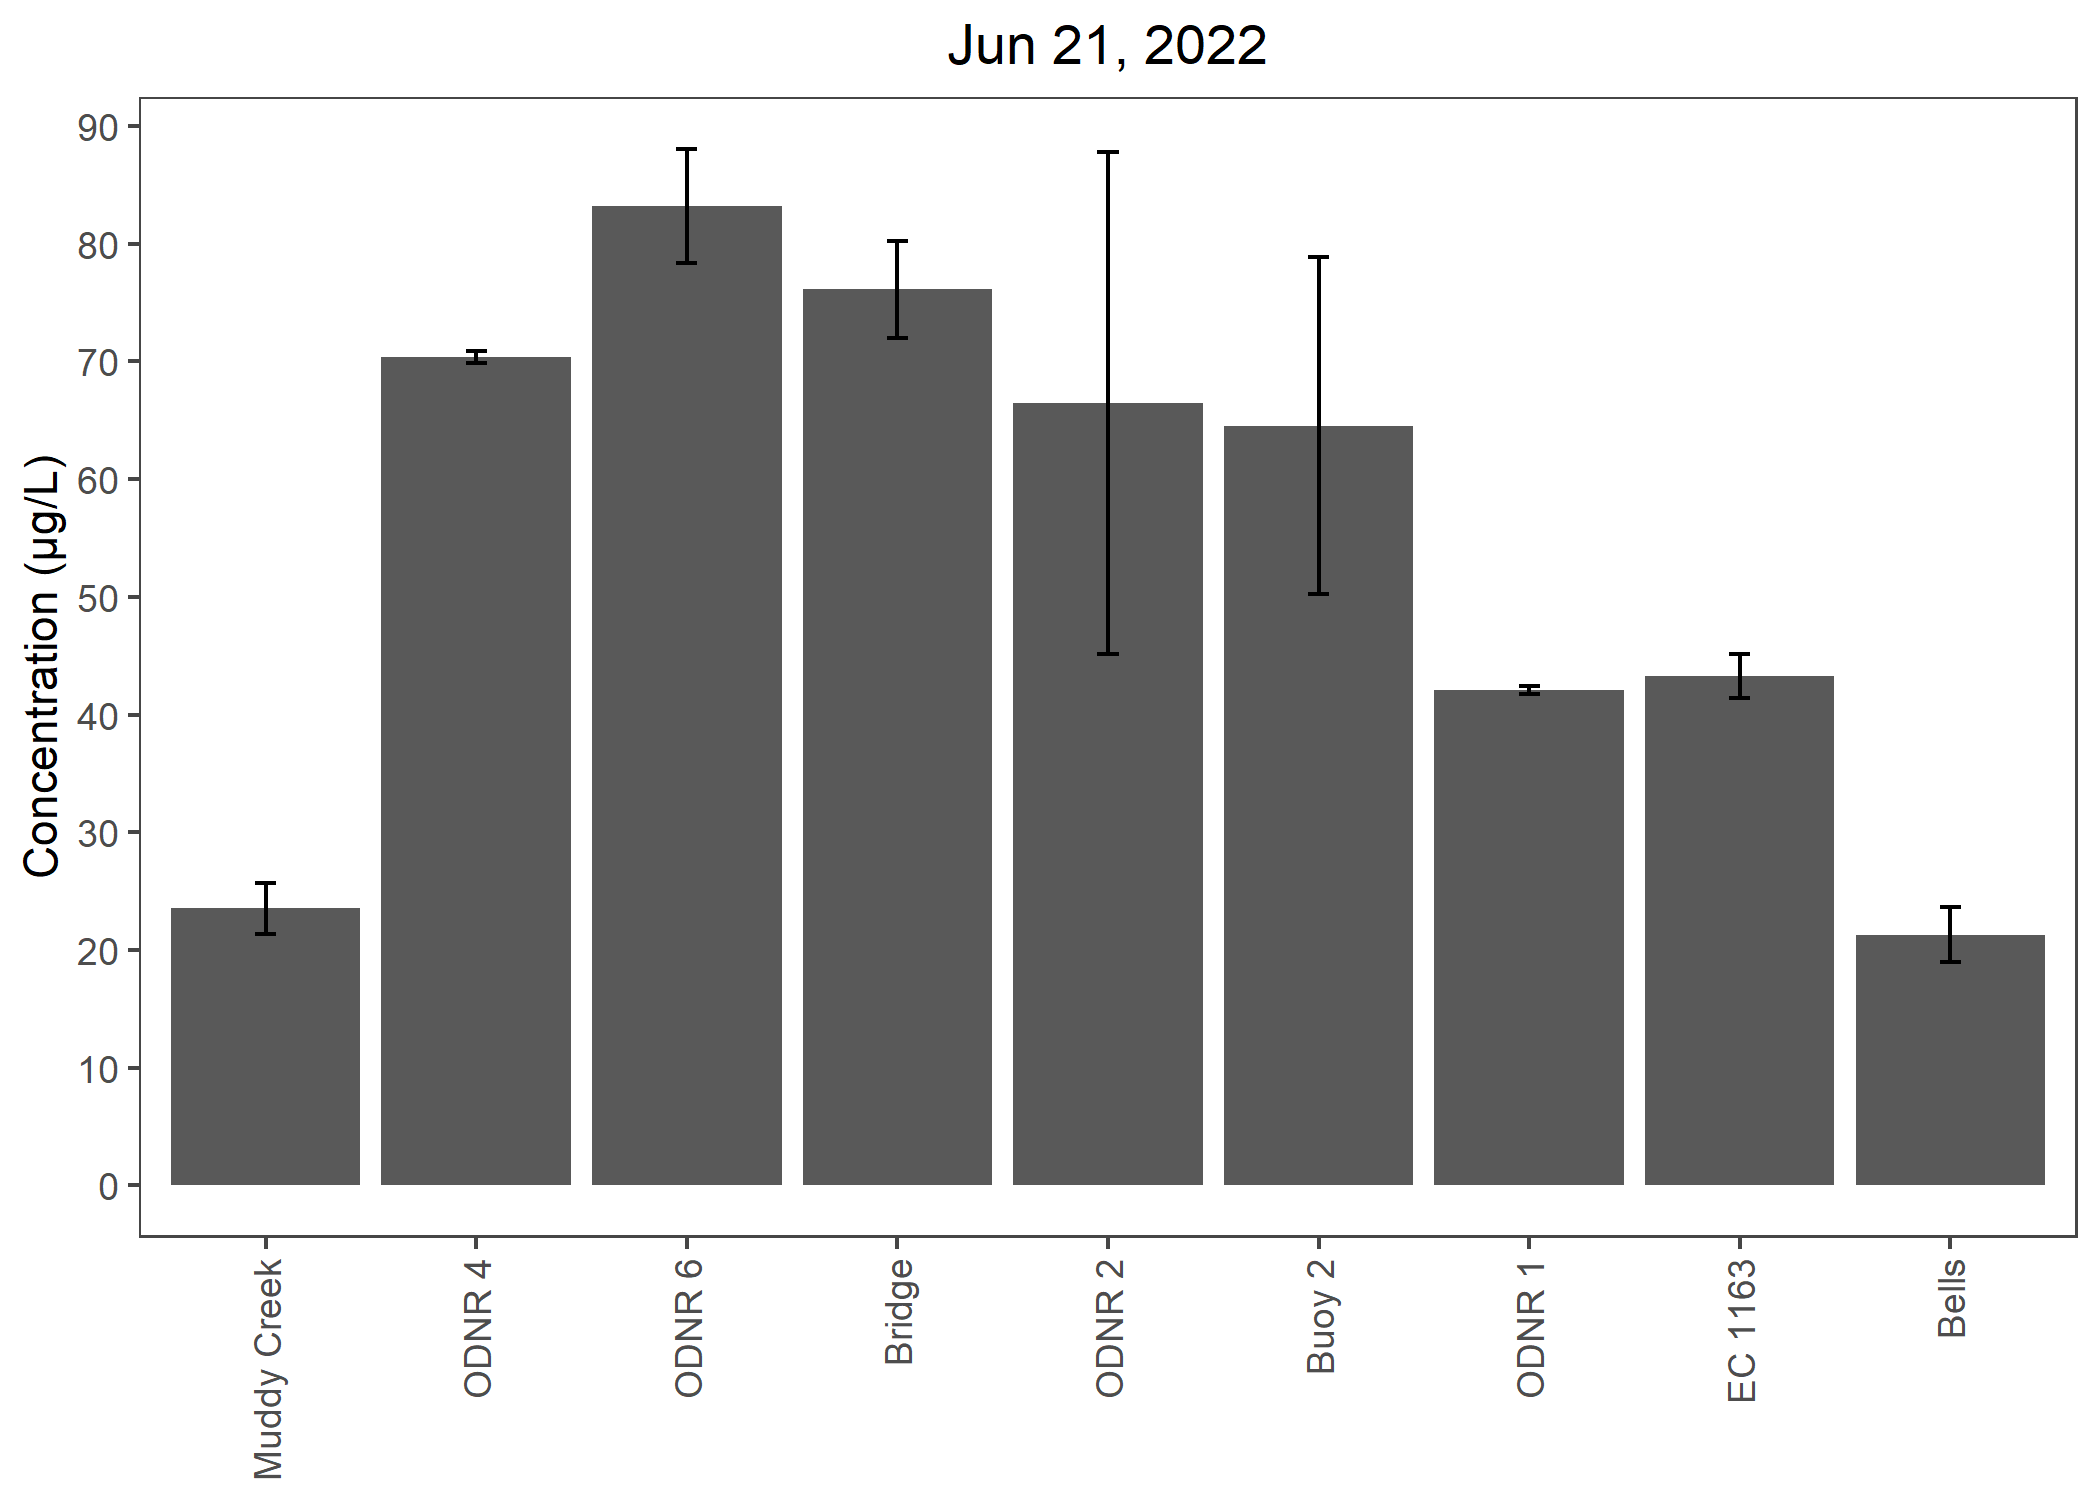 Jun 21, 2022
Concentration (µg/L)
90
80
70
60
50
40
30
20
10
0
Muddy Creek
ODNR 4
ODNR 6
Bridge
ODNR 2
Buoy 2
ODNR 1
EC 1163
Bells